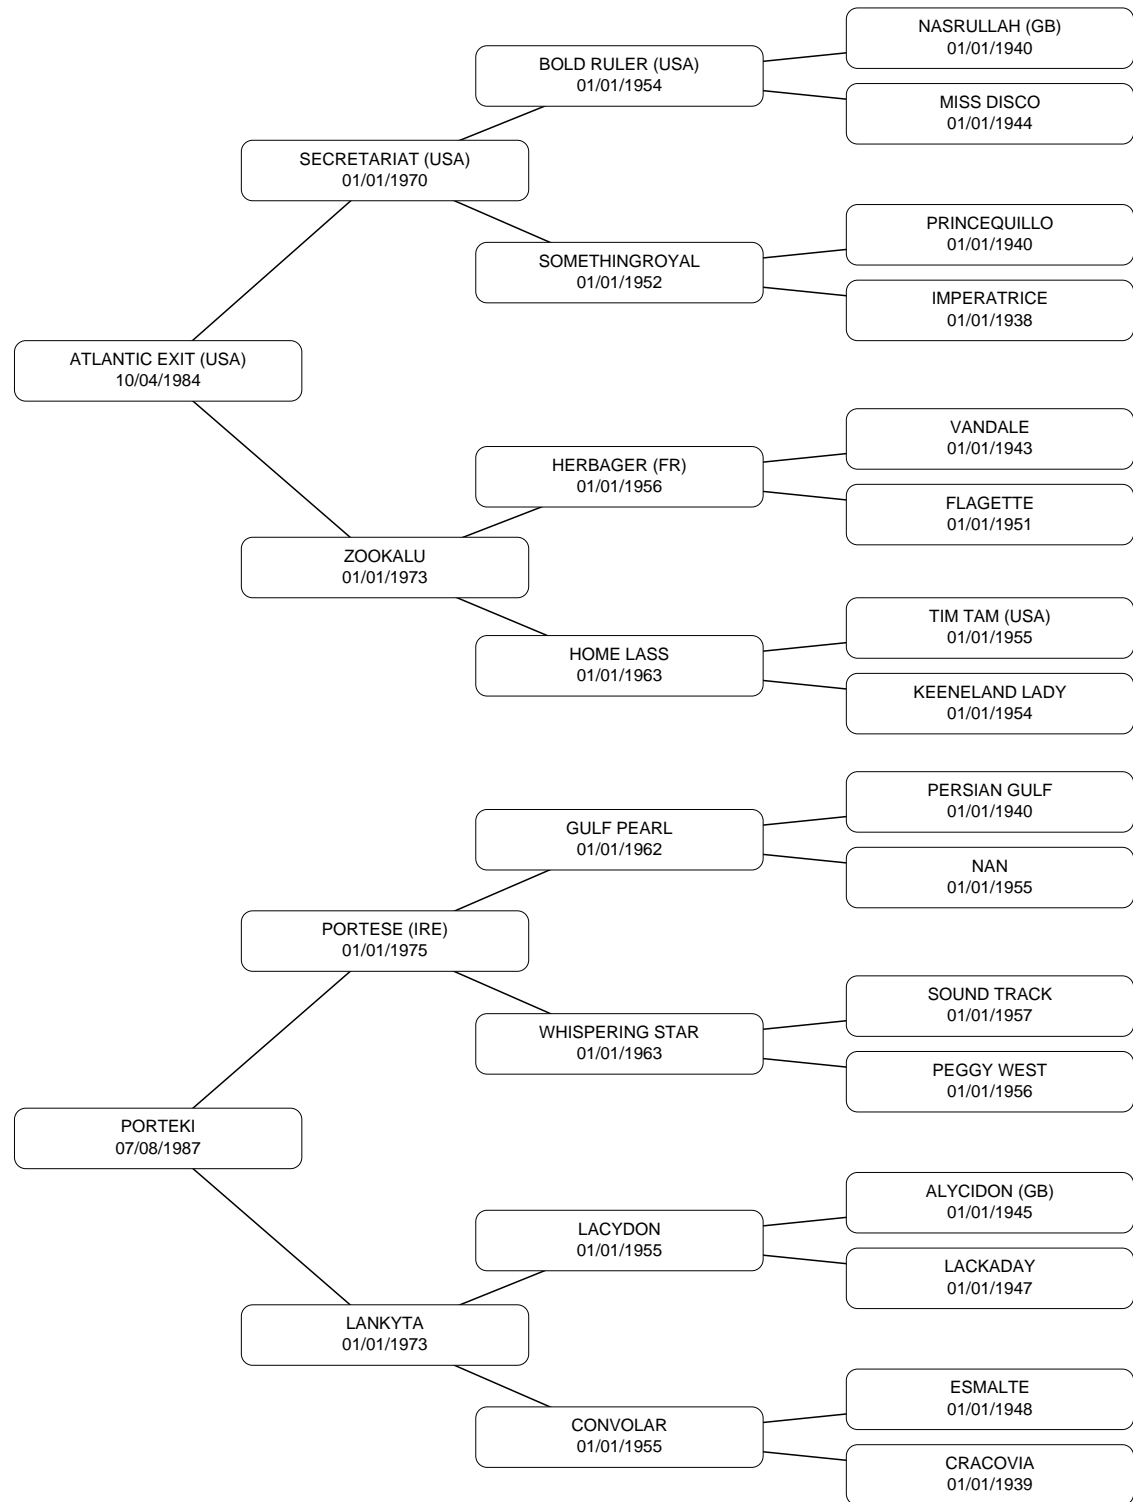 NASRULLAH (GB)
01/01/1940
BOLD RULER (USA)
01/01/1954
MISS DISCO
01/01/1944
SECRETARIAT (USA)
01/01/1970
PRINCEQUILLO
01/01/1940
SOMETHINGROYAL
01/01/1952
IMPERATRICE
01/01/1938
ATLANTIC EXIT (USA)
10/04/1984
VANDALE
01/01/1943
HERBAGER (FR)
01/01/1956
FLAGETTE
01/01/1951
ZOOKALU
01/01/1973
TIM TAM (USA)
01/01/1955
HOME LASS
01/01/1963
KEENELAND LADY
01/01/1954
PERSIAN GULF
01/01/1940
GULF PEARL
01/01/1962
NAN
01/01/1955
PORTESE (IRE)
01/01/1975
SOUND TRACK
01/01/1957
WHISPERING STAR
01/01/1963
PEGGY WEST
01/01/1956
PORTEKI
07/08/1987
ALYCIDON (GB)
01/01/1945
LACYDON
01/01/1955
LACKADAY
01/01/1947
LANKYTA
01/01/1973
ESMALTE
01/01/1948
CONVOLAR
01/01/1955
CRACOVIA
01/01/1939